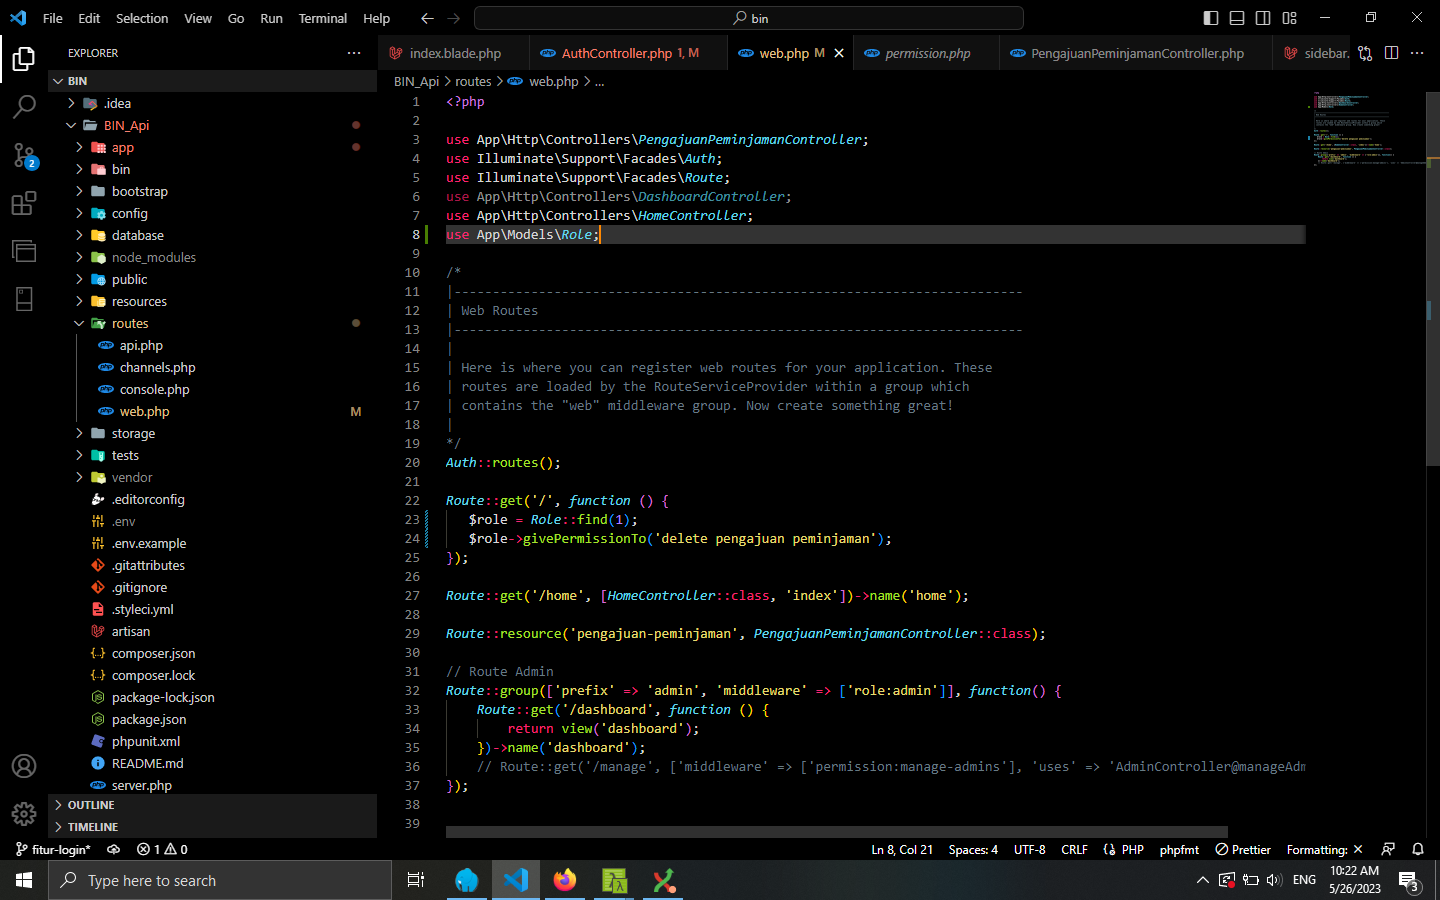 File Edit Selection View Go Run Terminal Help
bin
EXPLORER
BIN
.idea
BIN_Api
app
bin
bootstrap
config
database
node_modules
public
resources
routes
api.php
channels.php
console.php
web.php M
storage
tests
vendor
.editorconfig
.env
.env.example
.gitattributes
.gitignore
.styleci.yml
artisan
composer.json
composer.lock
package-lock.json
package.json
phpunit.xml
README.md
server.php
OUTLINE
TIMELINE
2
index.blade.php AuthController.php 1, M web.php M permission.php PengajuanPeminjamanController.php sidebar.
BIN_Api > routes > web.php > ...
1 <?php
2
3 use App\Http\Controllers\PengajuanPeminjamanController;
4 use Illuminate\Support\Facades\Auth;
5 use Illuminate\Support\Facades\Route;
6 use App\Http\Controllers\DashboardController;
7 use App\Http\Controllers\HomeController;
8 use App\Models\Role;
9
10 /*
11 |--------------------------------------------------------------------------
12 | Web Routes
13 |--------------------------------------------------------------------------
14 |
15 | Here is where you can register web routes for your application. These
16 | routes are loaded by the RouteServiceProvider within a group which
17 | contains the "web" middleware group. Now create something great!
18 |
19 */
20 Auth::routes();
21
22 Route::get('/', function () {
23 $role = Role::find(1);
24 $role->givePermissionTo('delete pengajuan peminjaman');
25 });
26
27 Route::get('/home', [HomeController::class, 'index'])->name('home');
28
29 Route::resource('pengajuan-peminjaman', PengajuanPeminjamanController::class);
30
31 // Route Admin
32 Route::group(['prefix' => 'admin', 'middleware' => ['role:admin']], function() {
33 Route::get('/dashboard', function () {
34 return view('dashboard');
35 })->name('dashboard');
36 // Route::get('/manage', ['middleware' => ['permission:manage-admins'], 'uses' => 'AdminController@manageAdm
37 });
38
39
fitur-login* 1 0 Ln 8, Col 21 Spaces: 4 UTF-8 CRLF PHP phpfmt Prettier Formatting: ×
Type here to search
ENG
10:22 AM
5/26/2023
3